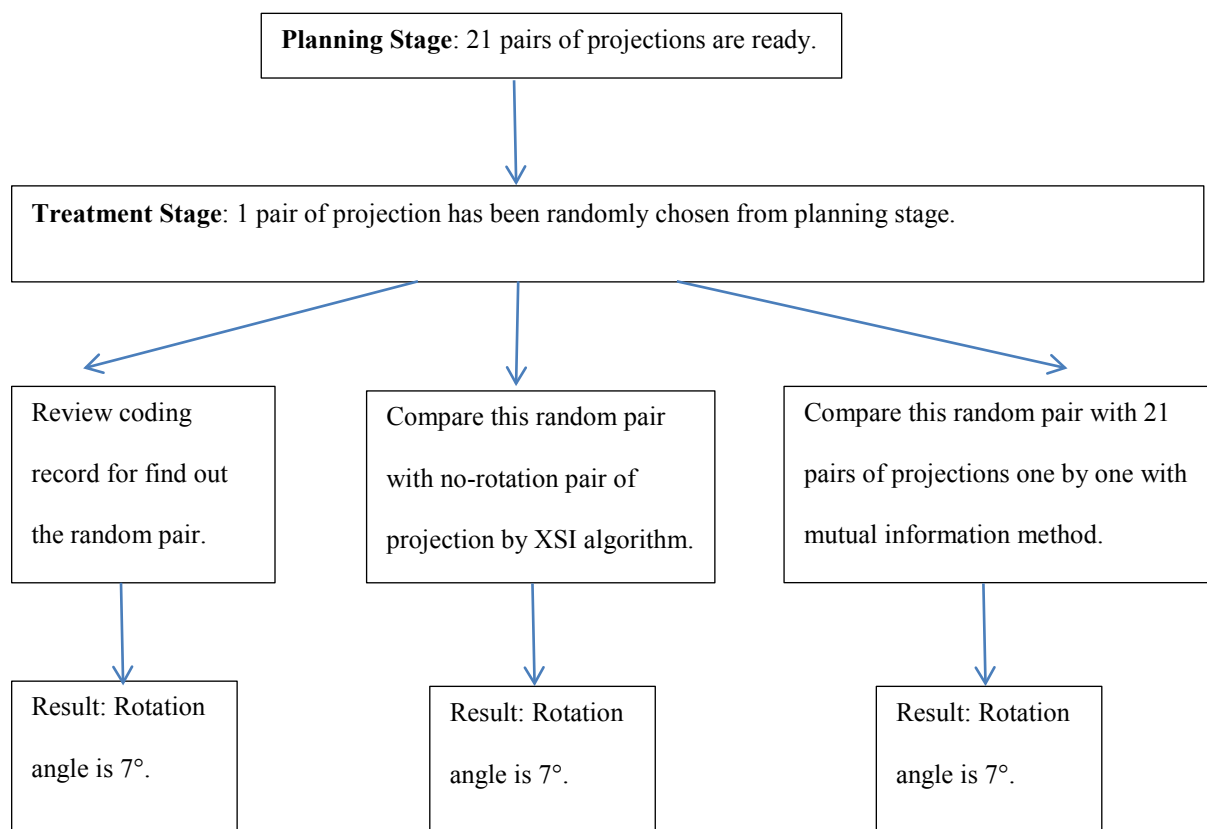 Planning Stage: 21 pairs of projections are ready.
Treatment Stage: 1 pair of projection has been randomly chosen from planning stage.
Review coding
record for find out
the random pair.
Compare this random pair
with no-rotation pair of
projection by XSI algorithm.
Compare this random pair with 21
pairs of projections one by one with
mutual information method.
Result: Rotation
angle is 7°.
Result: Rotation
angle is 7°.
Result: Rotation
angle is 7°.